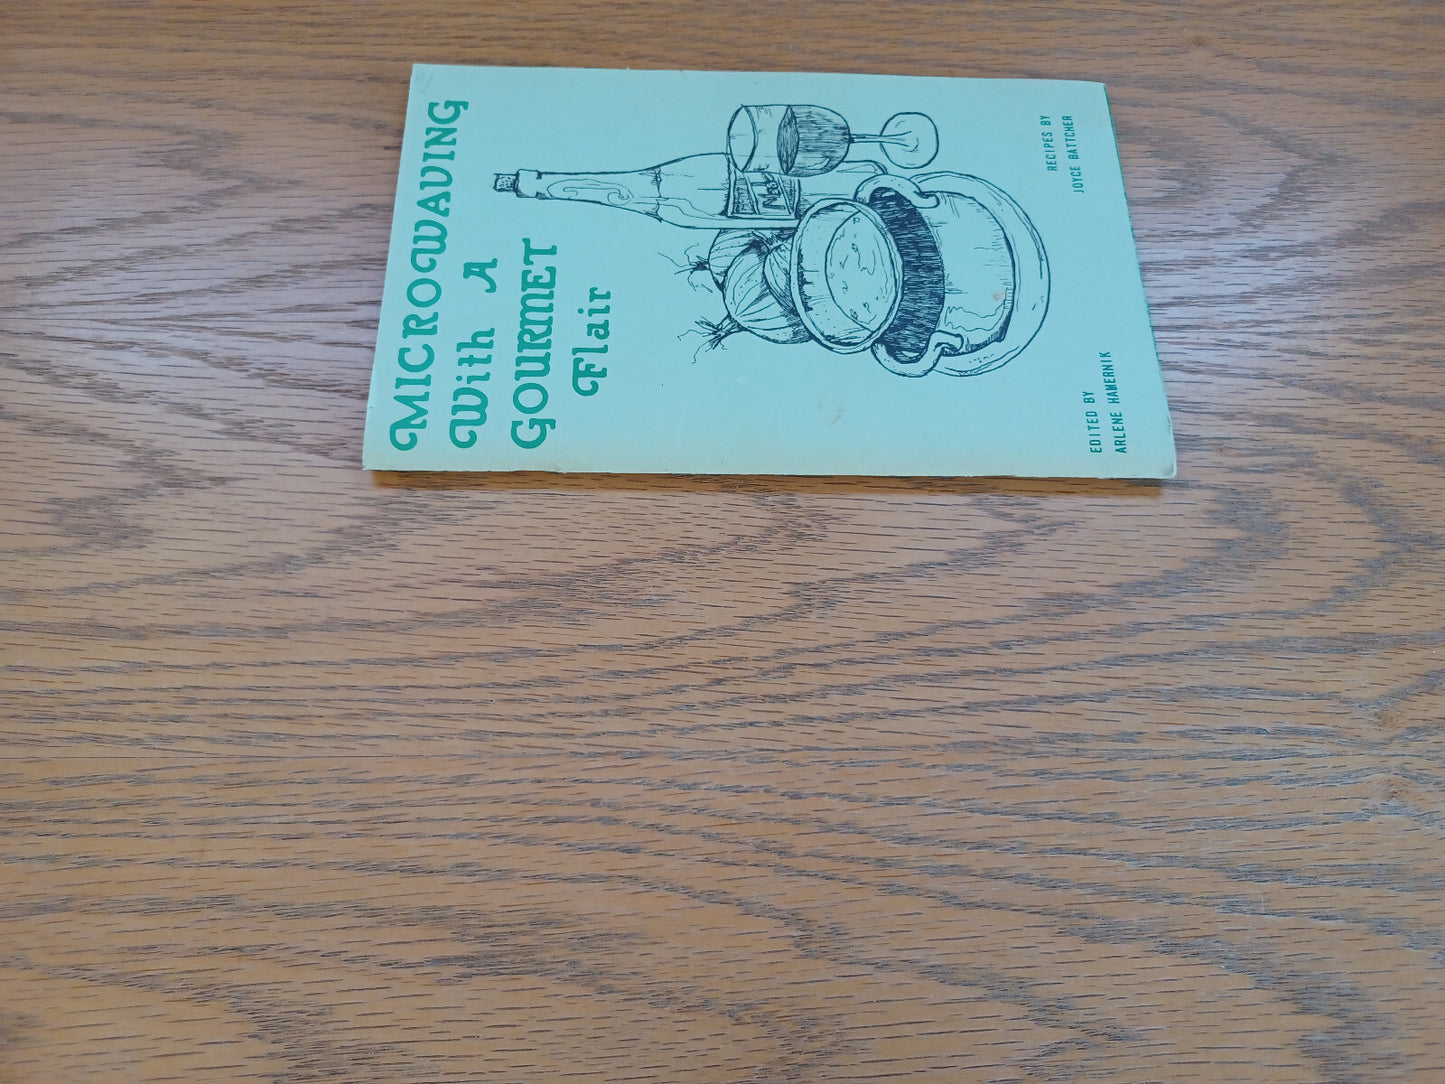 MICROWAVING
With A
GOURMET
Flair
RECIPES BY
JOYCE BATTCHER
EDITED BY
ARLENE HAMERNIK